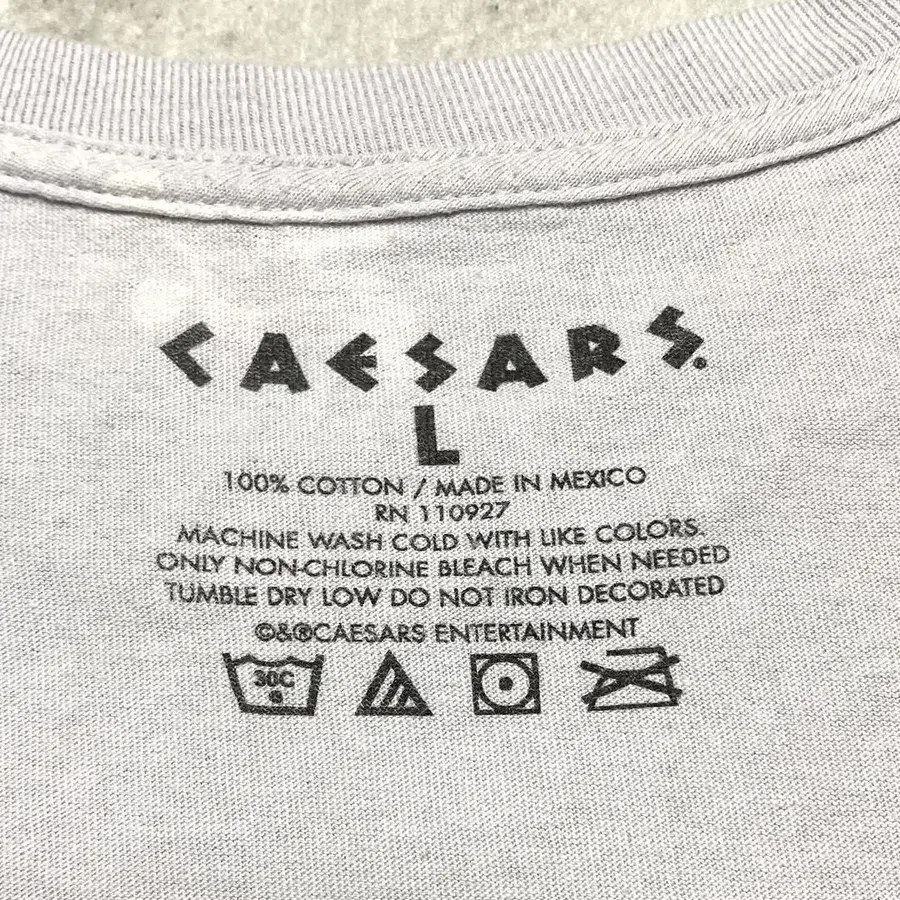 CAESARS.
L
100% COTTON / MADE IN MEXICO
RN 110927
MACHINE WASH COLD WITH LIKE COLORS.
ONLY NON-CHLORINE BLEACH WHEN NEEDED
TUMBLE DRY LOW DO NOT IRON DECORATED
©&®CAESARS ENTERTAINMENT
30C